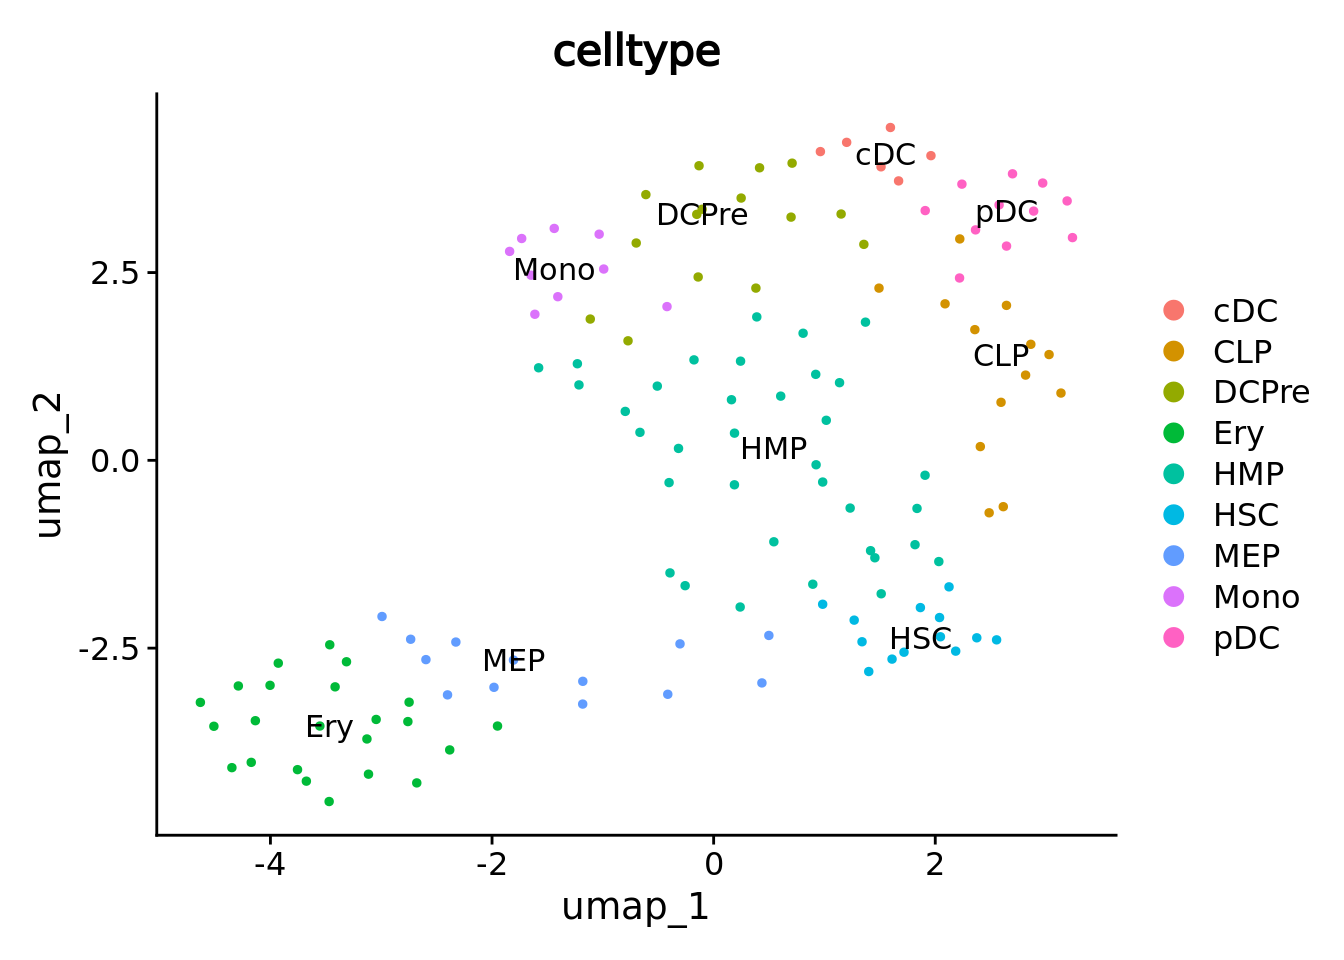 celltype
cDC
DCPre
pDC
Mono
CLP
HMP
HSC
MEP
Ery
umap_2
2.5
0.0
-2.5
-4
-2
0
2
umap_1
cDC
CLP
DCPre
Ery
HMP
HSC
MEP
Mono
pDC